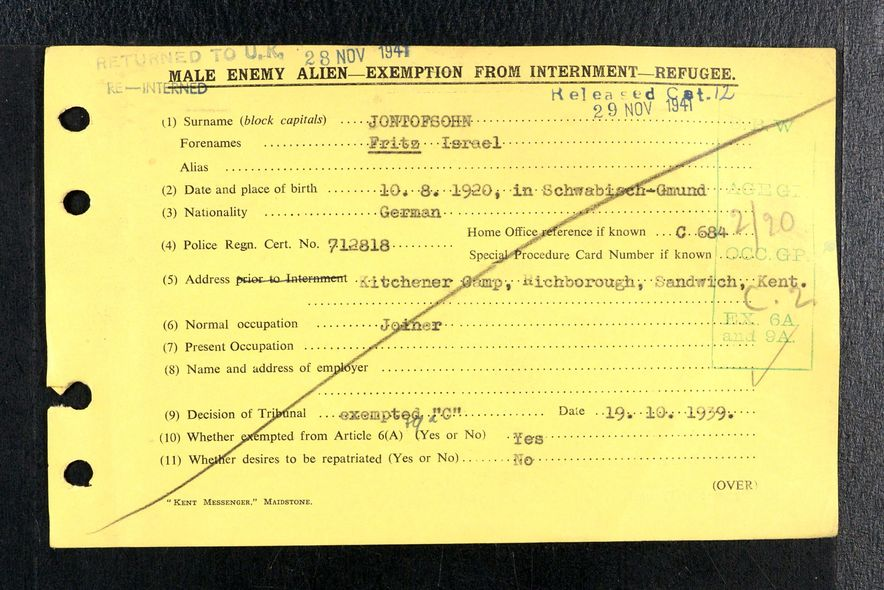 RETURNED TO U.K. 28 NOV 1941
MALE ENEMY ALIEN—EXEMPTION FROM INTERNMENT—REFUGEE.
RE-INTERNED
Released Cat. 12
29 NOV 1941
(1) Surname (block capitals) JONTOFSOHN
Forenames Fritz Israel
Alias
(2) Date and place of birth 10. 8. 1920, in Schwabisch-Gmund
(3) Nationality German
Home Office reference if known C 684
(4) Police Regn. Cert. No. 712818
Special Procedure Card Number if known
(5) Address prior to Internment Kitchener Camp, Richborough, Sandwich, Kent.
(6) Normal occupation Joiner
(7) Present Occupation
(8) Name and address of employer
(9) Decision of Tribunal exempted "C" Date 19. 10. 1939.
(10) Whether exempted from Article 6(A) (Yes or No) Yes
(11) Whether desires to be repatriated (Yes or No) No
(OVER)
"KENT MESSENGER," MAIDSTONE.
AGE GP
2/20
OCC. GP.
C. 2.
EX. 6A
and 9A.